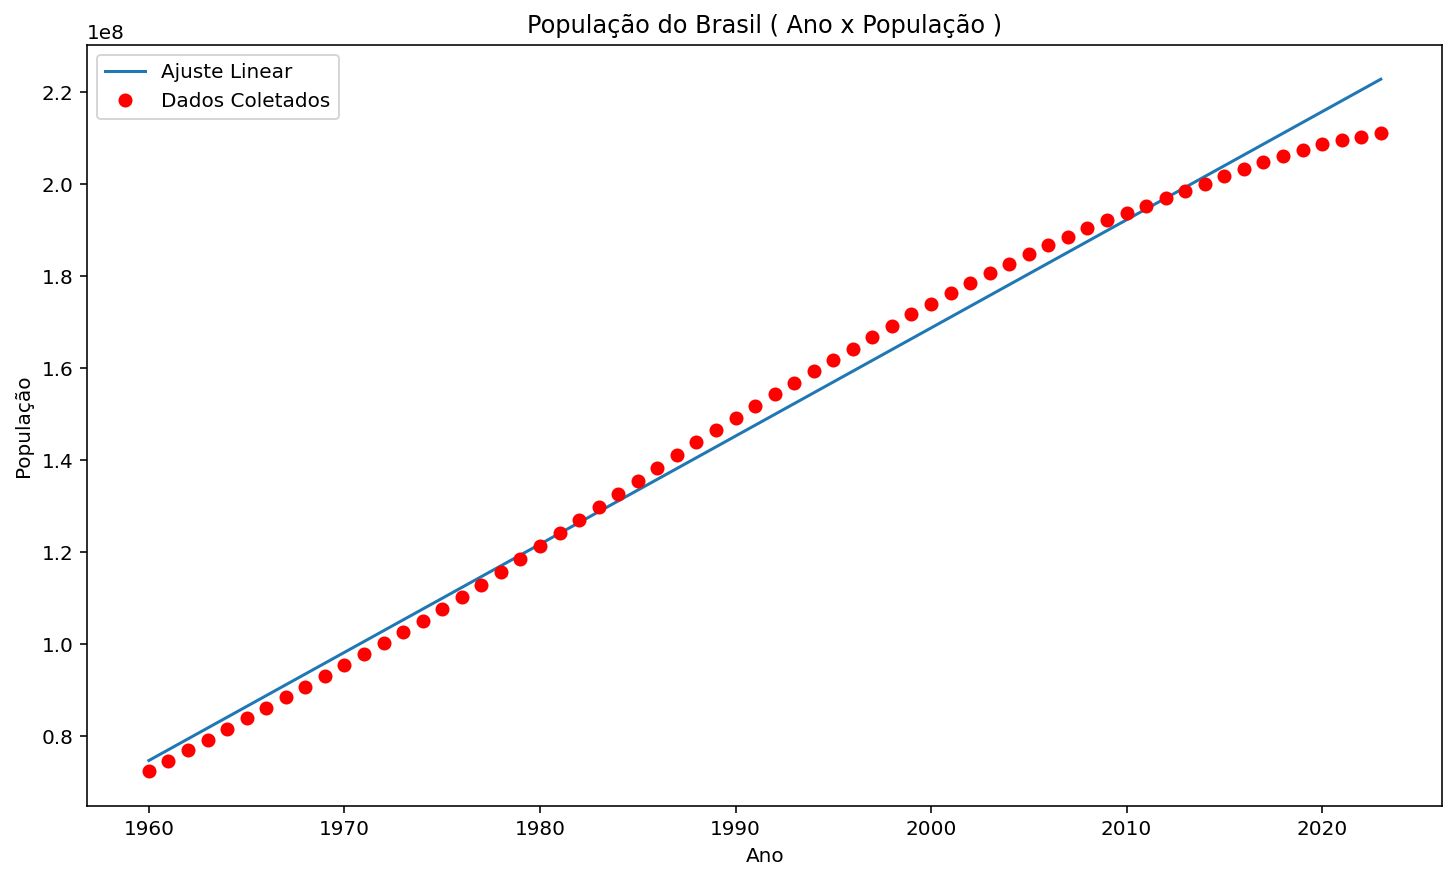 População do Brasil ( Ano x População )
1e8
Ajuste Linear
Dados Coletados
2.2
2.0
1.8
1.6
1.4
1.2
1.0
0.8
População
1960 1970 1980 1990 2000 2010 2020
Ano